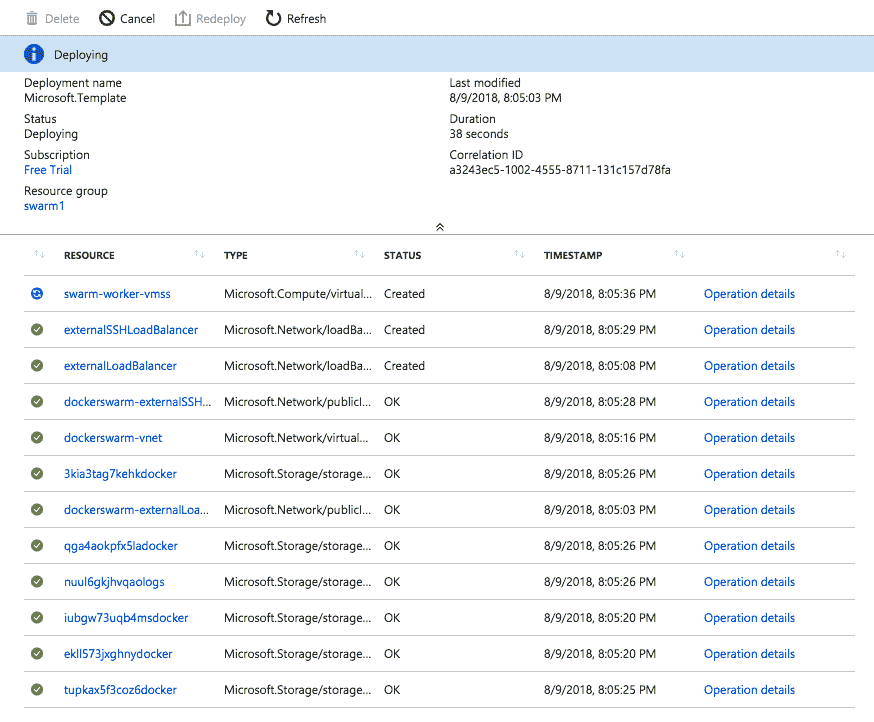 Delete Cancel Redeploy Refresh
Deploying
Deployment name Last modified
Microsoft.Template 8/9/2018, 8:05:03 PM
Status Duration
Deploying 38 seconds
Subscription Correlation ID
Free Trial a3243ec5-1002-4555-8711-131c157d78fa
Resource group
swarm1
RESOURCE TYPE STATUS TIMESTAMP
swarm-worker-vmss Microsoft.Compute/virtual... Created 8/9/2018, 8:05:36 PM Operation details
externalSSHLoadBalancer Microsoft.Network/loadBa... Created 8/9/2018, 8:05:29 PM Operation details
externalLoadBalancer Microsoft.Network/loadBa... Created 8/9/2018, 8:05:08 PM Operation details
dockerswarm-externalSSH... Microsoft.Network/publicI... OK 8/9/2018, 8:05:28 PM Operation details
dockerswarm-vnet Microsoft.Network/virtual... OK 8/9/2018, 8:05:16 PM Operation details
3kia3tag7kehkdocker Microsoft.Storage/storage... OK 8/9/2018, 8:05:26 PM Operation details
dockerswarm-externalLoa... Microsoft.Network/publicI... OK 8/9/2018, 8:05:03 PM Operation details
qga4aokpfx5ladocker Microsoft.Storage/storage... OK 8/9/2018, 8:05:26 PM Operation details
nuul6gkjhvqaologs Microsoft.Storage/storage... OK 8/9/2018, 8:05:26 PM Operation details
iubgw73uqb4msdocker Microsoft.Storage/storage... OK 8/9/2018, 8:05:20 PM Operation details
ekll573jxghnydocker Microsoft.Storage/storage... OK 8/9/2018, 8:05:20 PM Operation details
tupkax5f3coz6docker Microsoft.Storage/storage... OK 8/9/2018, 8:05:25 PM Operation details